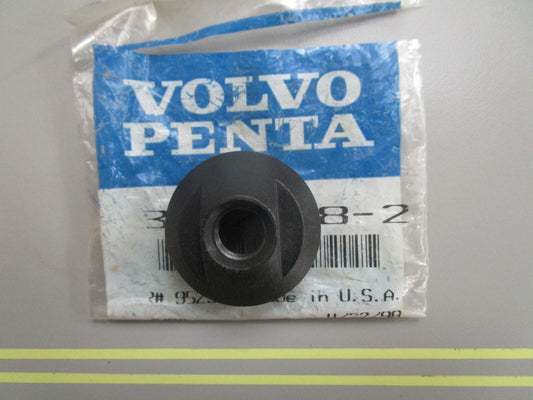 VOLVO
PENTA
3 8-2
R# 952 de in U.S.A.